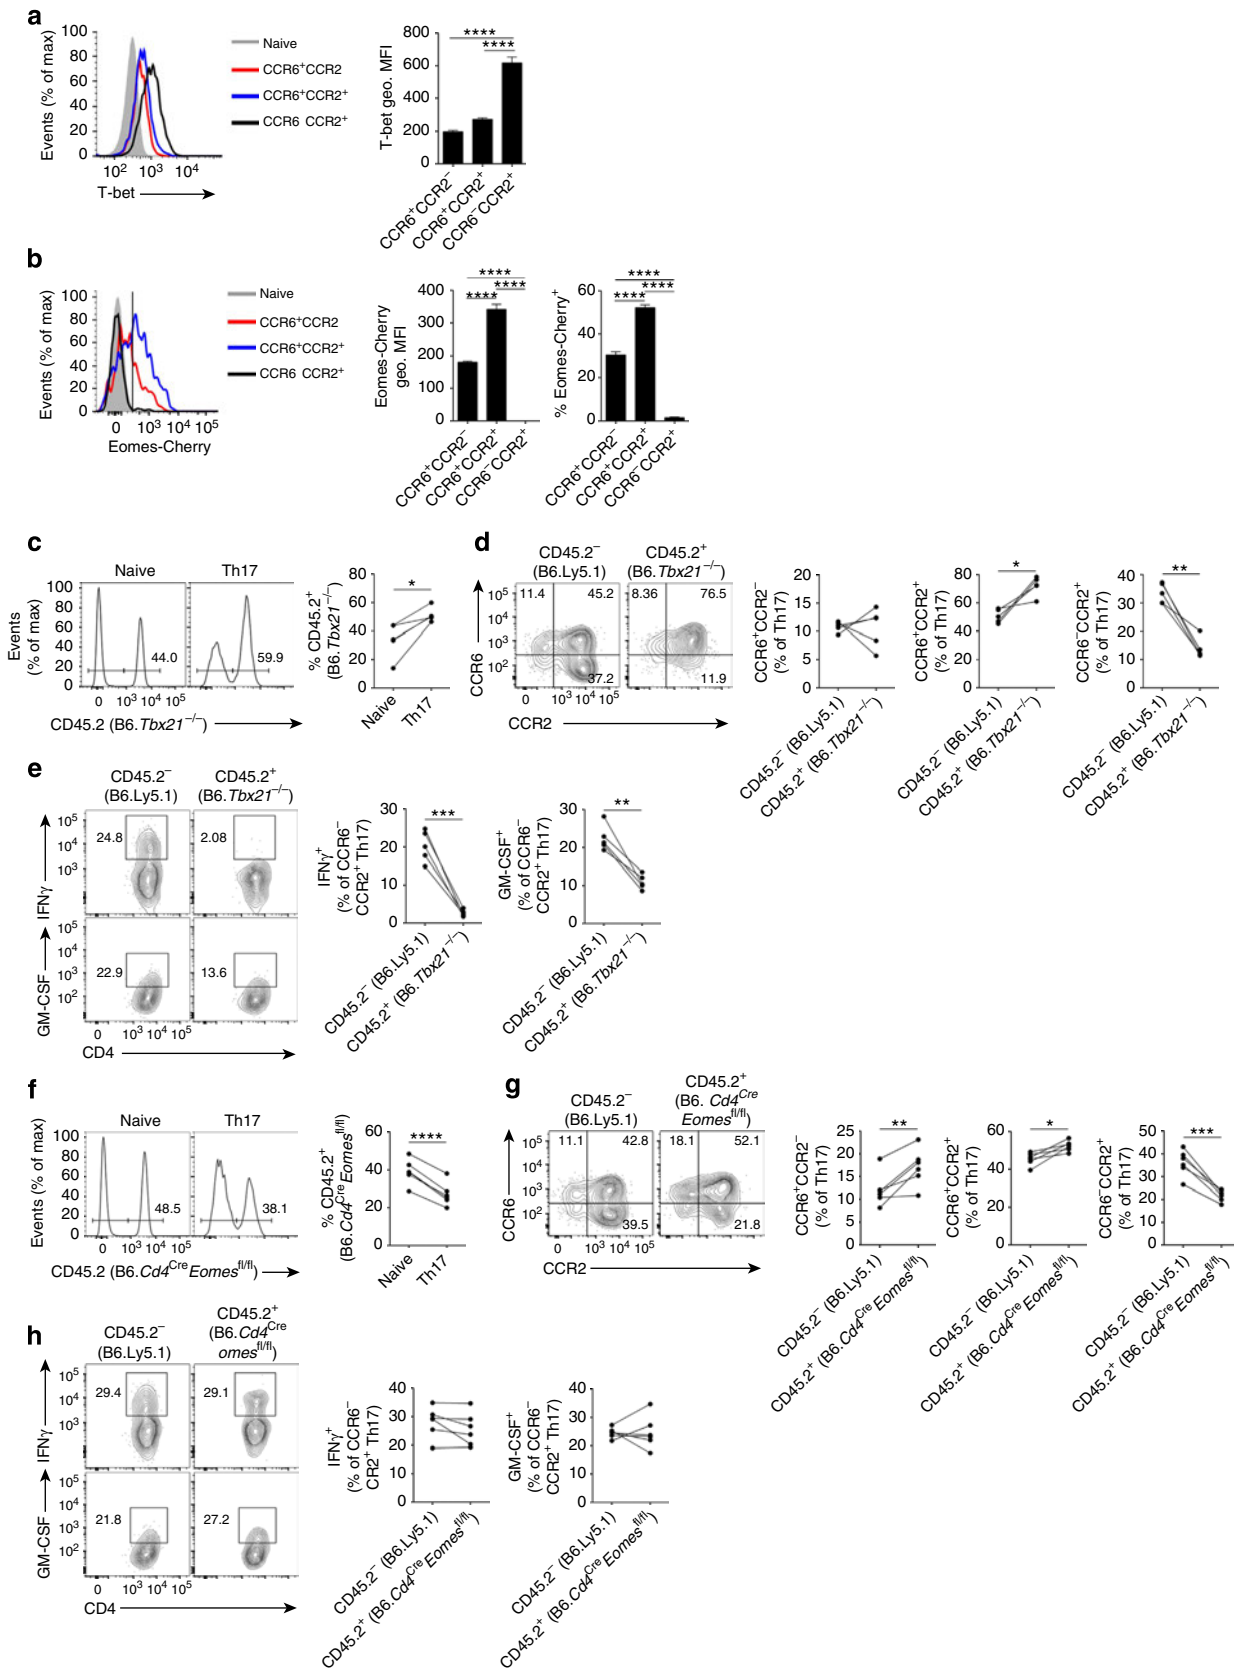 a
Events (% of max)
100
80
60
40
20
0
10² 10³ 10⁴
T-bet
Naive
CCR6⁺CCR2
CCR6⁺CCR2⁺
CCR6 CCR2⁺
T-bet geo. MFI
800
600
400
200
0
****
****
CCR6⁺CCR2⁻
CCR6⁺CCR2⁺
CCR6⁻CCR2⁺
b
Events (% of max)
100
80
60
40
20
0
0 10³ 10⁴ 10⁵
Eomes-Cherry
Naive
CCR6⁺CCR2
CCR6⁺CCR2⁺
CCR6 CCR2⁺
Eomes-Cherry
geo. MFI
400
300
200
100
0
****
****
****
CCR6⁺CCR2⁻
CCR6⁺CCR2⁺
CCR6⁻CCR2⁺
% Eomes-Cherry⁺
60
40
20
0
****
****
****
CCR6⁺CCR2⁻
CCR6⁺CCR2⁺
CCR6⁻CCR2⁺
c
Naive Th17
Events
(% of max)
100
80
60
40
20
0
44.0 59.9
0 10³ 10⁴ 10⁵
CD45.2 (B6.Tbx21⁻/⁻)
% CD45.2⁺
(B6.Tbx21⁻/⁻)
80
60
40
20
0
*
Naive
Th17
d
CD45.2⁻
(B6.Ly5.1)
CD45.2⁺
(B6.Tbx21⁻/⁻)
CCR6
10⁵
10⁴
10³
10²
11.4 45.2
37.2
8.36 76.5
11.9
0 10³ 10⁴ 10⁵
CCR2
CCR6⁺CCR2⁻
(% of Th17)
20
15
10
5
0
CD45.2⁻ (B6.Ly5.1)
CD45.2⁺ (B6.Tbx21⁻/⁻)
CCR6⁺CCR2⁺
(% of Th17)
80
60
40
20
0
*
CD45.2⁻ (B6.Ly5.1)
CD45.2⁺ (B6.Tbx21⁻/⁻)
CCR6⁻CCR2⁺
(% of Th17)
40
30
20
10
0
**
CD45.2⁻ (B6.Ly5.1)
CD45.2⁺ (B6.Tbx21⁻/⁻)
e
CD45.2⁻
(B6.Ly5.1)
CD45.2⁺
(B6.Tbx21⁻/⁻)
IFNγ
10⁵
10⁴
10³
24.8 2.08
GM-CSF
10⁵
10⁴
10³
10²
22.9 13.6
0 10³ 10⁴ 10⁵
CD4
IFNγ⁺
(% of CCR6⁻
CCR2⁺ Th17)
30
20
10
0
***
CD45.2⁻ (B6.Ly5.1)
CD45.2⁺ (B6.Tbx21⁻/⁻)
GM-CSF⁺
(% of CCR6⁻
CCR2⁺ Th17)
30
20
10
0
**
CD45.2⁻ (B6.Ly5.1)
CD45.2⁺ (B6.Tbx21⁻/⁻)
f
Naive Th17
Events (% of max)
100
80
60
40
20
0
48.5 38.1
0 10³ 10⁴ 10⁵
CD45.2 (B6.Cd4ᶜʳᵉEomesᶠˡ/ᶠˡ)
% CD45.2⁺
(B6.Cd4ᶜʳᵉEomesᶠˡ/ᶠˡ)
60
40
20
0
****
Naive
Th17
g
CD45.2⁻
(B6.Ly5.1)
CD45.2⁺
(B6. Cd4ᶜʳᵉ
Eomesᶠˡ/ᶠˡ)
CCR6
10⁵
10⁴
10³
10²
11.1 42.8
39.5
18.1 52.1
21.8
0 10³ 10⁴ 10⁵
CCR2
CCR6⁺CCR2⁻
(% of Th17)
25
20
15
10
5
0
**
CD45.2⁻ (B6.Ly5.1)
CD45.2⁺ (B6.Cd4ᶜʳᵉEomesᶠˡ/ᶠˡ)
CCR6⁺CCR2⁺
(% of Th17)
60
40
20
0
*
CD45.2⁻ (B6.Ly5.1)
CD45.2⁺ (B6.Cd4ᶜʳᵉEomesᶠˡ/ᶠˡ)
CCR6⁻CCR2⁺
(% of Th17)
50
40
30
20
10
0
***
CD45.2⁻ (B6.Ly5.1)
CD45.2⁺ (B6.Cd4ᶜʳᵉEomesᶠˡ/ᶠˡ)
h
CD45.2⁻
(B6.Ly5.1)
CD45.2⁺
(B6.Cd4ᶜʳᵉ
omesᶠˡ/ᶠˡ)
IFNγ
10⁵
10⁴
10³
29.4 29.1
GM-CSF
10⁵
10⁴
10³
10²
21.8 27.2
0 10³ 10⁴ 10⁵
CD4
IFNγ⁺
(% of CCR6⁻
CR2⁺ Th17)
40
30
20
10
0
CD45.2⁻ (B6.Ly5.1)
CD45.2⁺ (B6.Cd4ᶜʳᵉEomesᶠˡ/ᶠˡ)
GM-CSF⁺
(% of CCR6⁻
CCR2⁺ Th17)
40
30
20
10
0
CD45.2⁻ (B6.Ly5.1)
CD45.2⁺ (B6.Cd4ᶜʳᵉEomesᶠˡ/ᶠˡ)